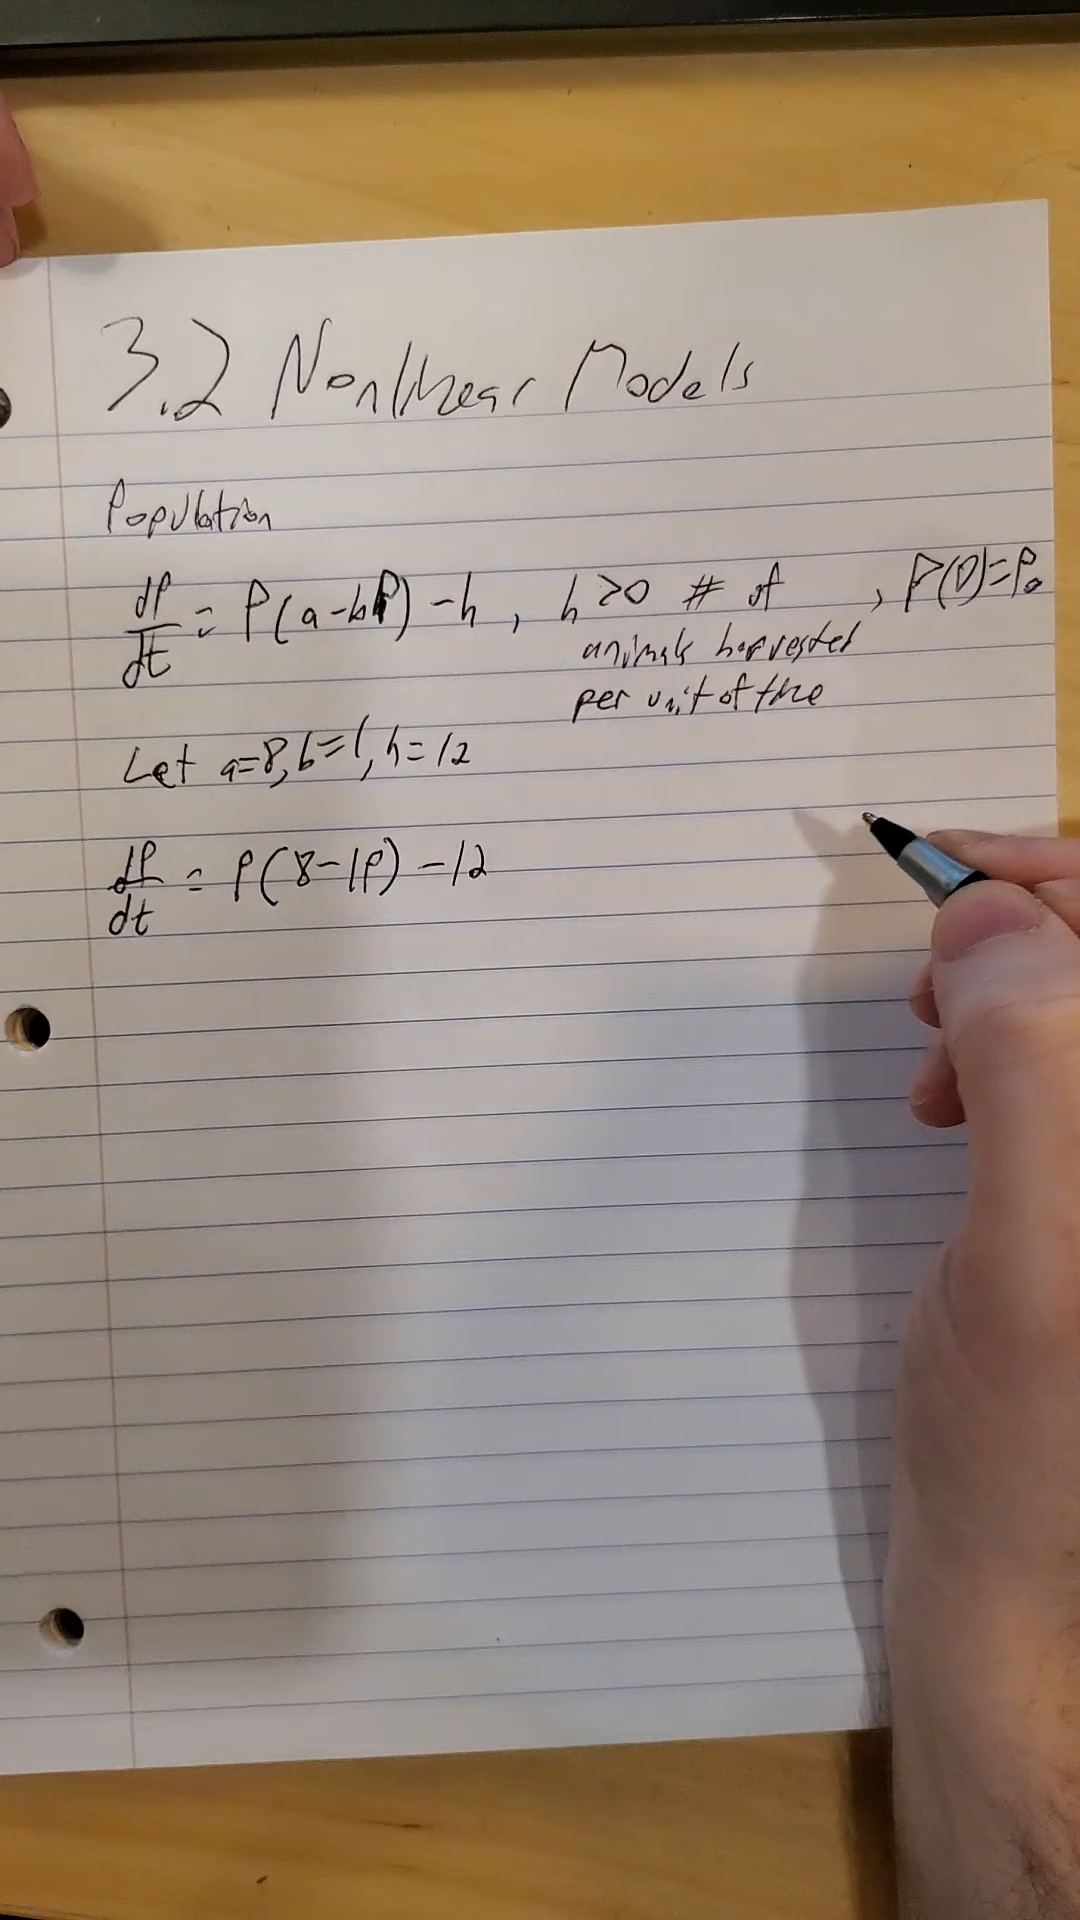 3.2 Nonlinear Models
Population
dP/dt = P(a-bP) -h , h>0 # of , P(0)=P₀
animals harvested
per unit of time
Let a=8, b=1, h=12
dP/dt = P(8-1P) -12